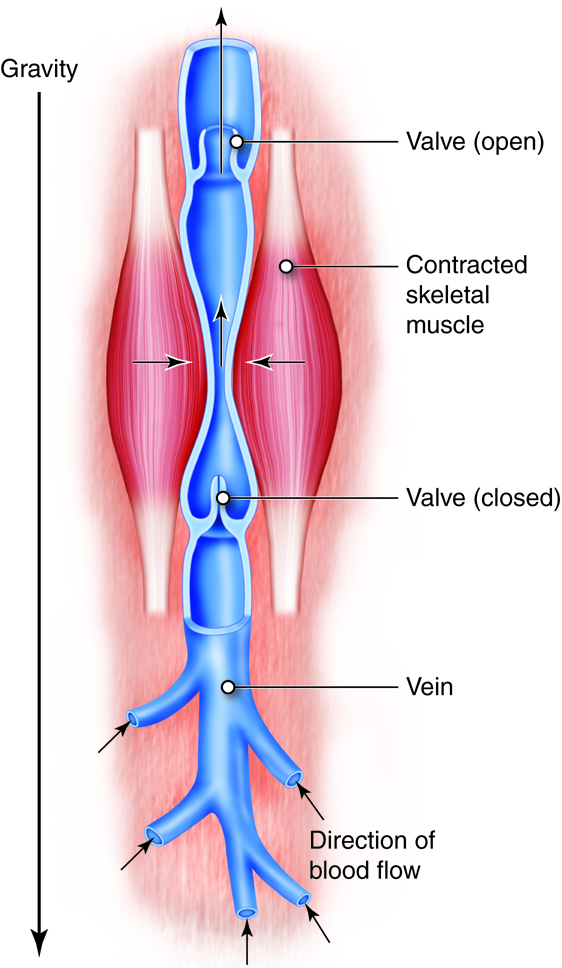 Gravity
Valve (open)
Contracted
skeletal
muscle
Valve (closed)
Vein
Direction of
blood flow